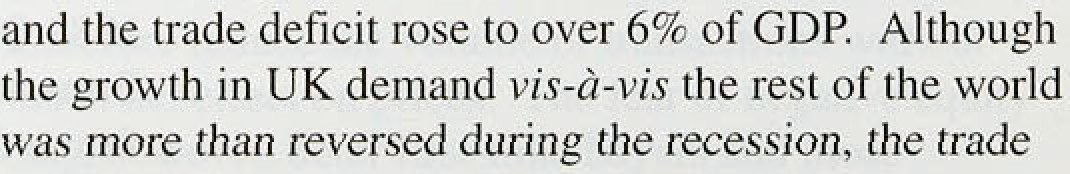 and the trade deficit rose to over 6% of GDP. Although
the growth in UK demand vis-à-vis the rest of the world
was more than reversed during the recession, the trade